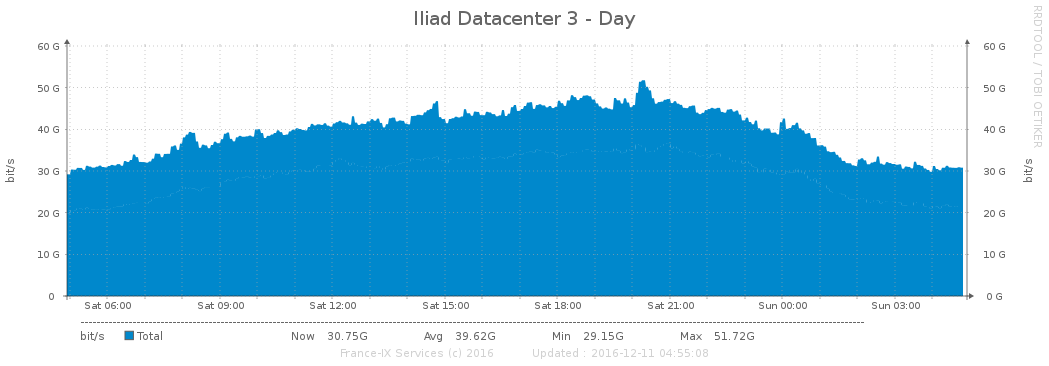 Iliad Datacenter 3 - Day
RRDTOOL / TOBI OETIKER
60 G 60 G
50 G 50 G
40 G 40 G
30 G 30 G
20 G 20 G
10 G 10 G
0 0 G
bit/s bit/s
Sat 06:00 Sat 09:00 Sat 12:00 Sat 15:00 Sat 18:00 Sat 21:00 Sun 00:00 Sun 03:00
bit/s Total Now 30.75G Avg 39.62G Min 29.15G Max 51.72G
France-IX Services (c) 2016 Updated : 2016-12-11 04:55:08